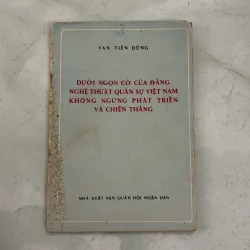 VĂN TIẾN DŨNG
DƯỚI NGỌN CỜ CỦA ĐẢNG
NGHỆ THUẬT QUÂN SỰ VIỆT NAM
KHÔNG NGỪNG PHÁT TRIỂN
VÀ CHIẾN THẮNG
NHÀ XUẤT BẢN QUÂN ĐỘI NHÂN DÂN